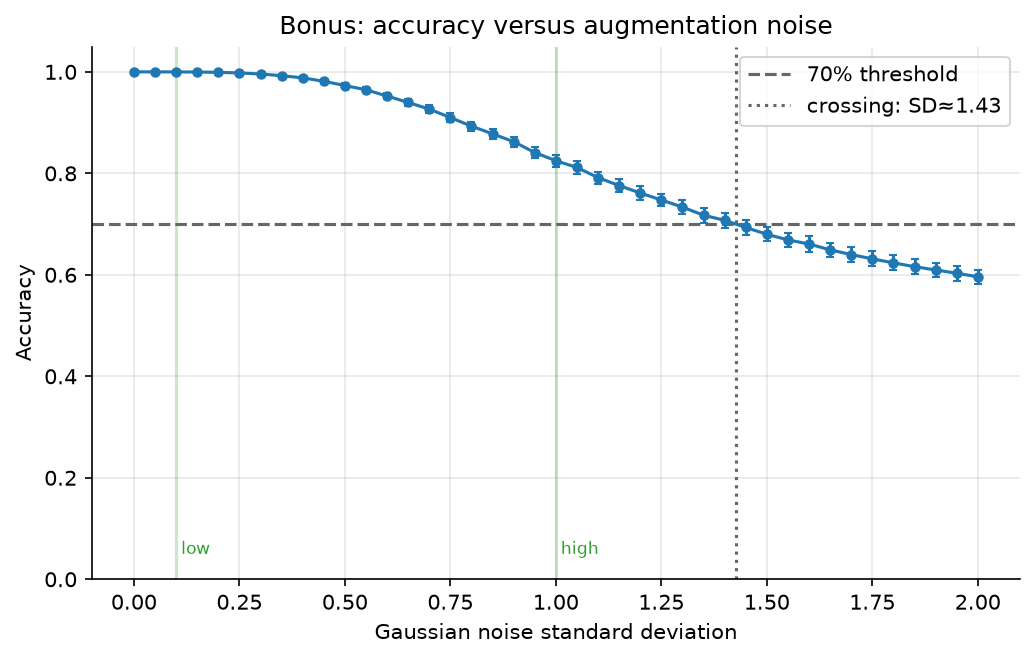 Bonus: accuracy versus augmentation noise
70% threshold
crossing: SD≈1.43
Accuracy
1.0
0.8
0.6
0.4
0.2
0.0
low
high
0.00 0.25 0.50 0.75 1.00 1.25 1.50 1.75 2.00
Gaussian noise standard deviation